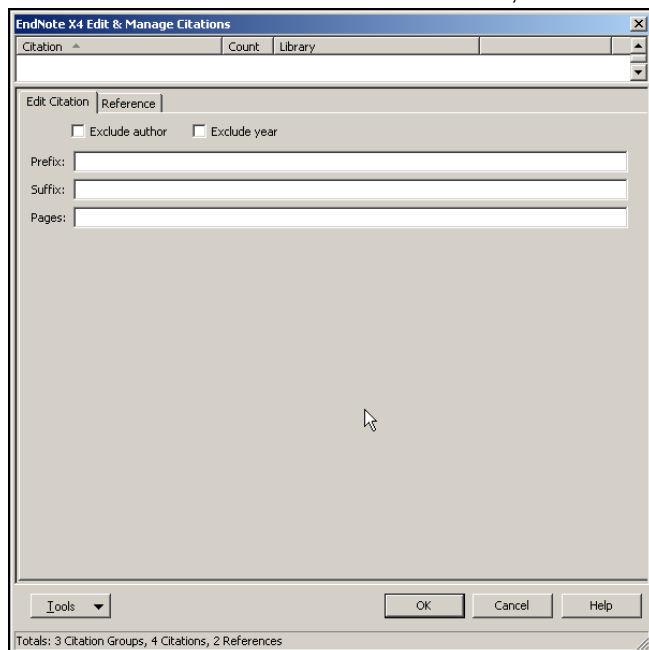 EndNote X4 Edit & Manage Citations
Citation Count Library
Edit Citation Reference
Exclude author Exclude year
Prefix:
Suffix:
Pages:
Tools OK Cancel Help
Totals: 3 Citation Groups, 4 Citations, 2 References